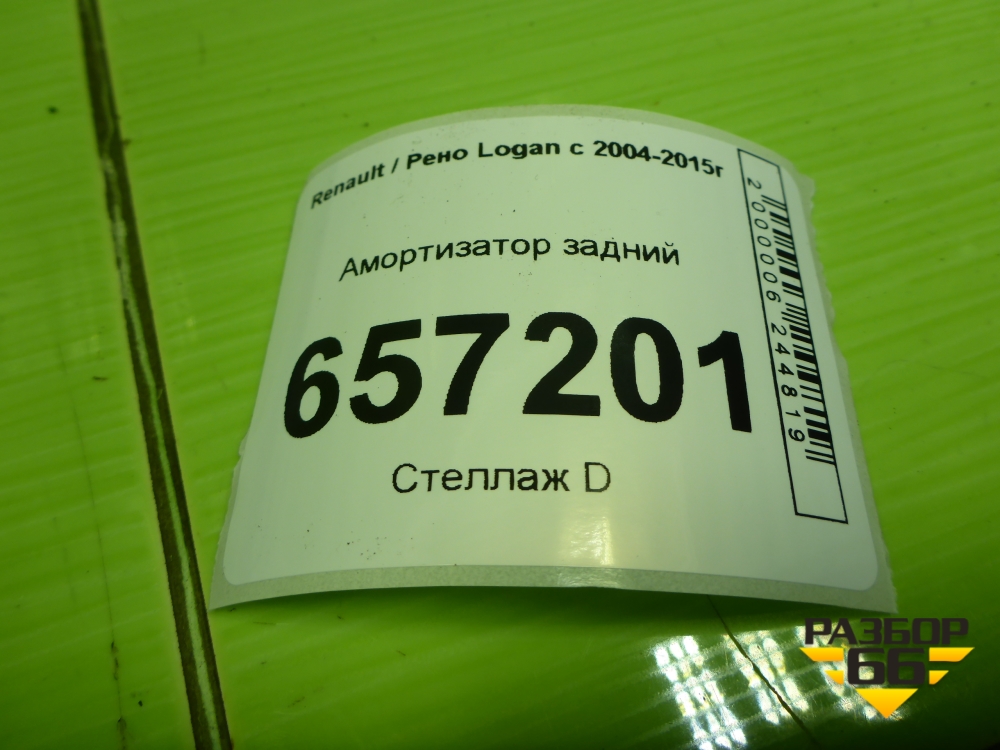 Renault / Рено Logan с 2004-2015г
Амортизатор задний
657201
Стеллаж D
2000006244819
РАЗБОР
66